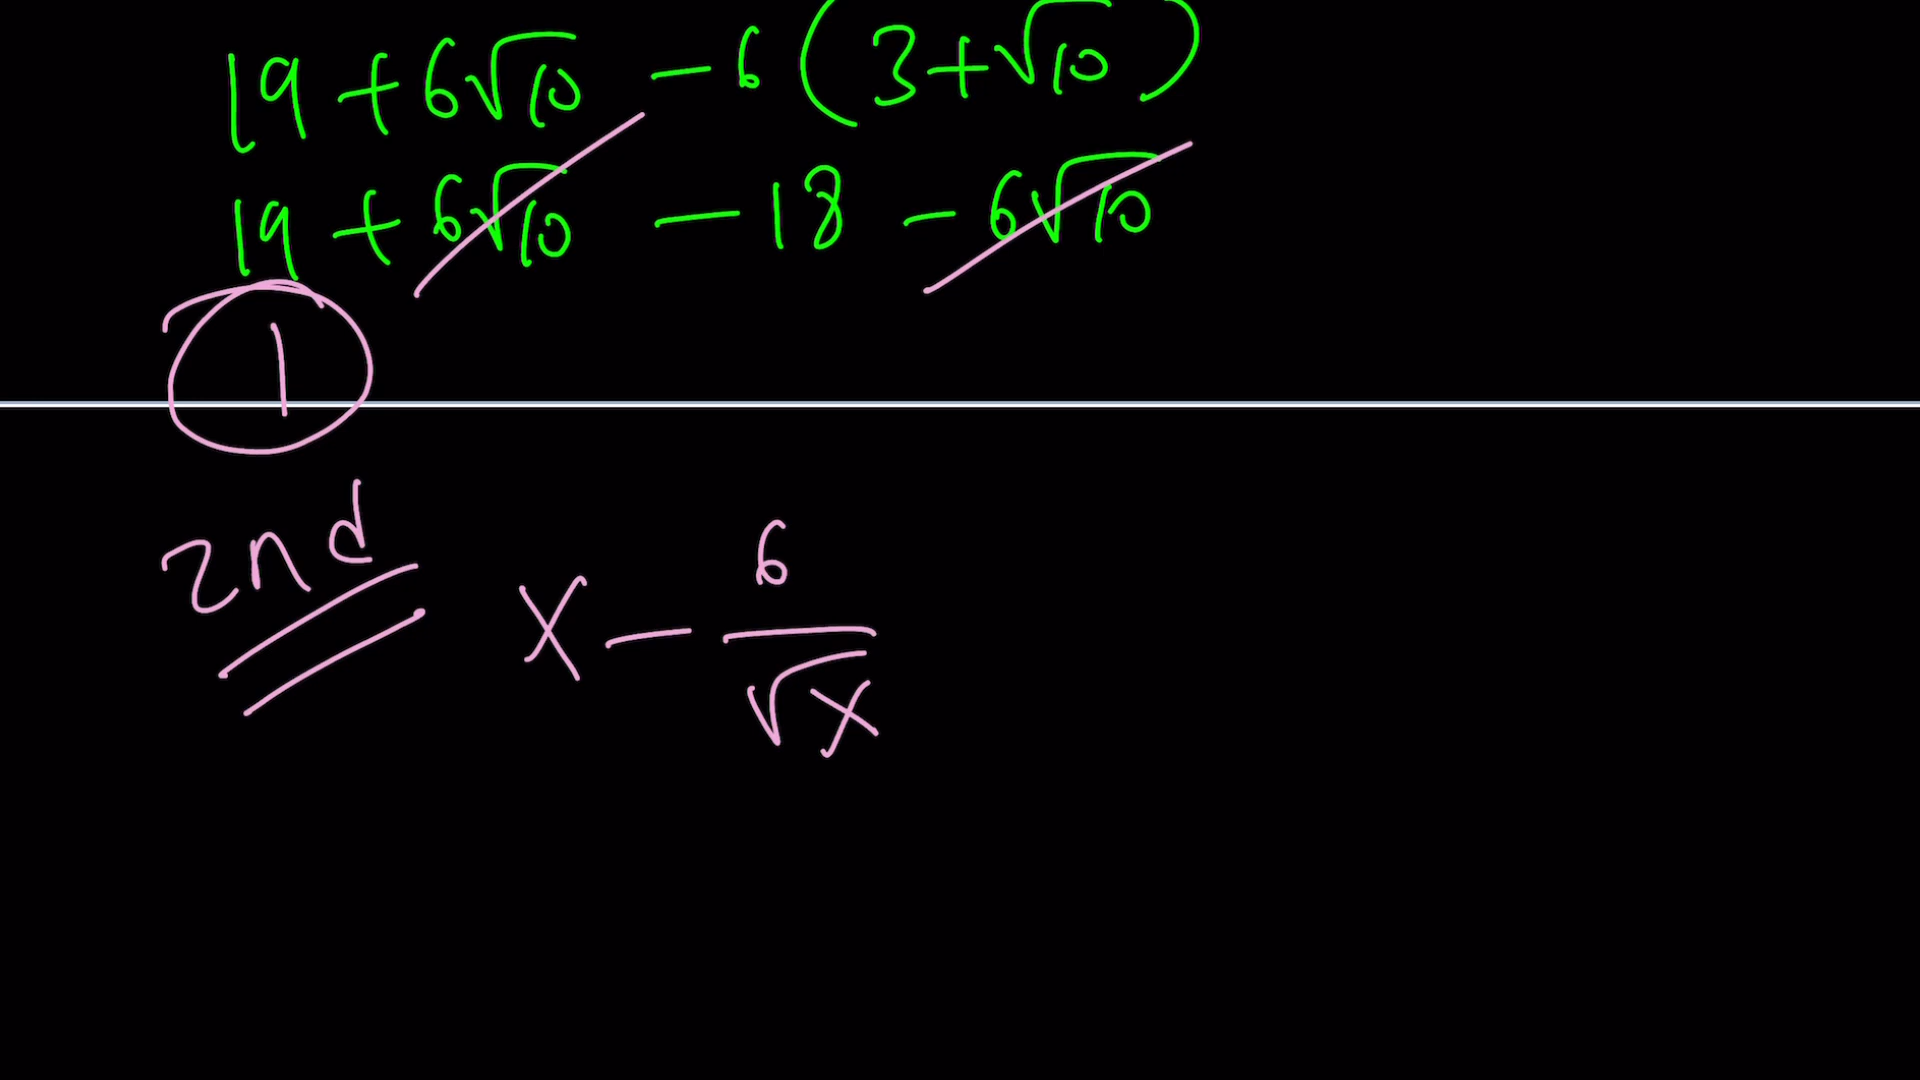 19 + 6√10 - 6 (3+√10)
19 + 6√10 - 18 - 6√10
1
2nd
x - 6/√x